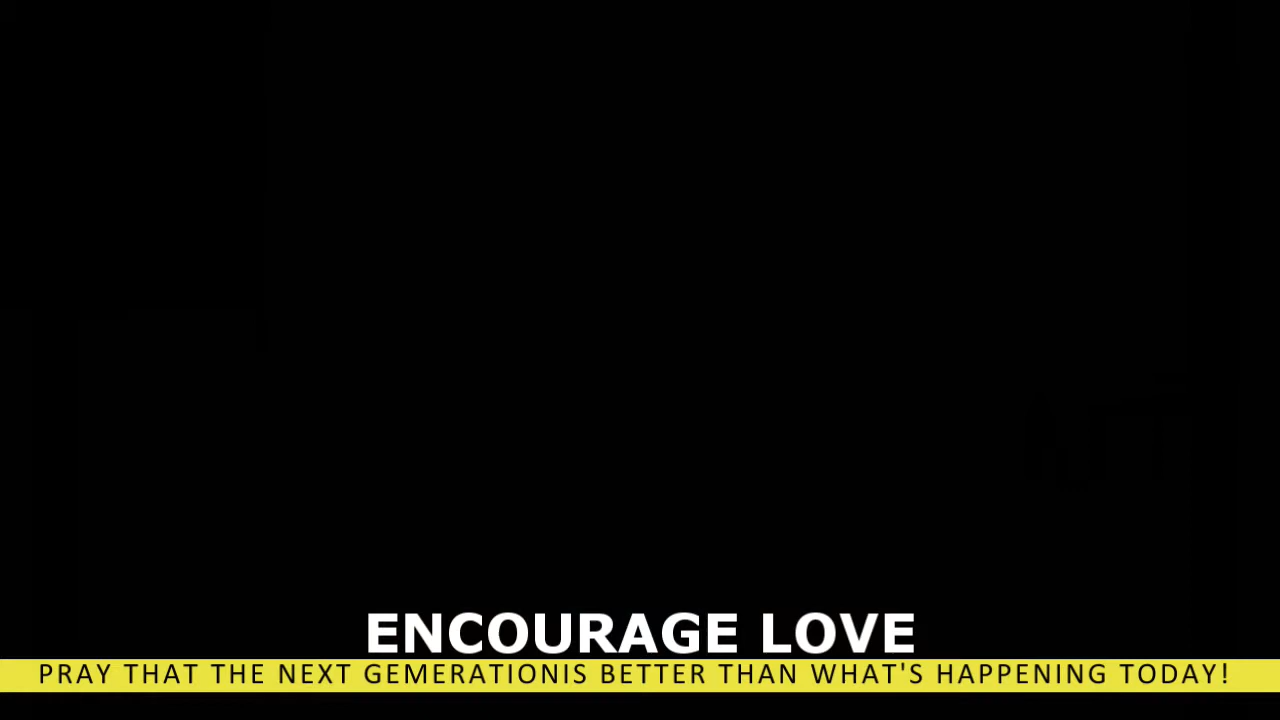 ENCOURAGE LOVE
PRAY THAT THE NEXT GEMERATIONIS BETTER THAN WHAT'S HAPPENING TODAY!